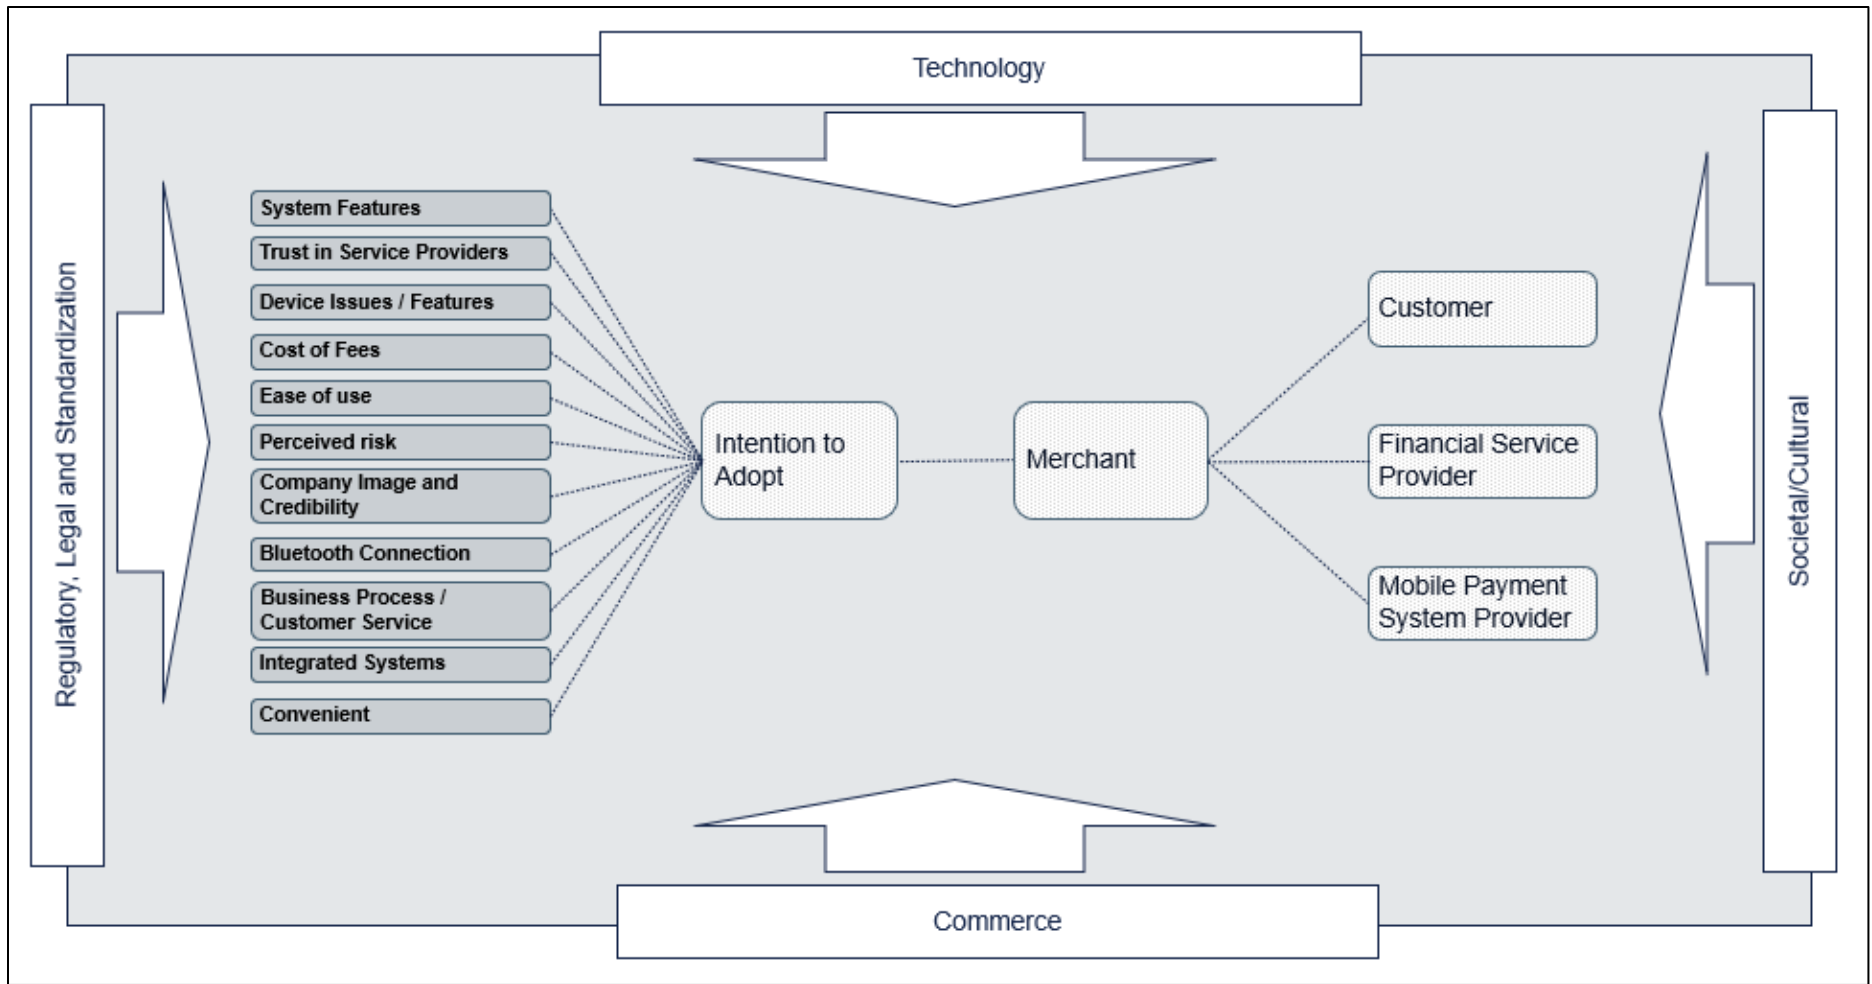 Technology
Regulatory, Legal and Standardization
System Features
Trust in Service Providers
Device Issues / Features
Cost of Fees
Ease of use
Perceived risk
Company Image and
Credibility
Bluetooth Connection
Business Process /
Customer Service
Integrated Systems
Convenient
Intention to
Adopt
Merchant
Customer
Financial Service
Provider
Mobile Payment
System Provider
Societal/Cultural
Commerce